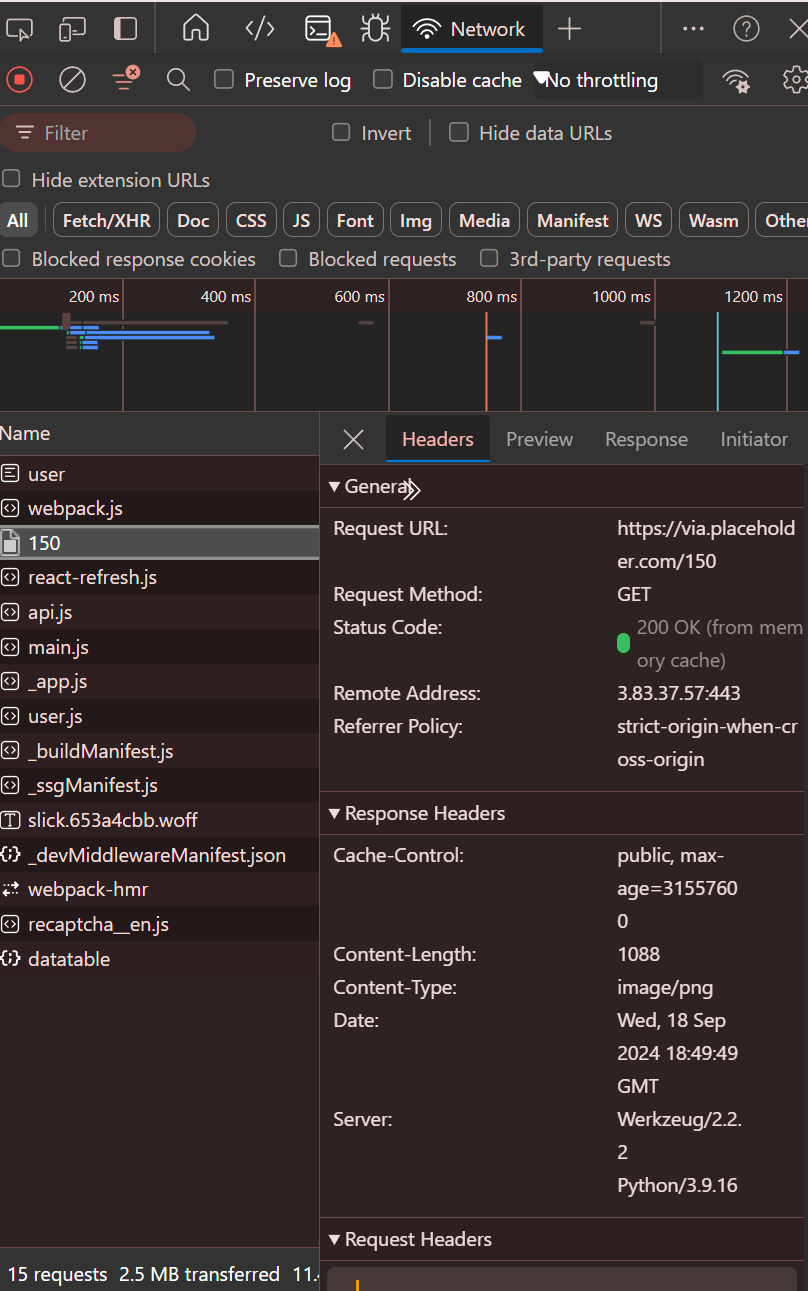 Network
Preserve log Disable cache No throttling
Filter Invert Hide data URLs
Hide extension URLs
All Fetch/XHR Doc CSS JS Font Img Media Manifest WS Wasm Other
Blocked response cookies Blocked requests 3rd-party requests
200 ms 400 ms 600 ms 800 ms 1000 ms 1200 ms
Name
user
webpack.js
150
react-refresh.js
api.js
main.js
_app.js
user.js
_buildManifest.js
_ssgManifest.js
slick.653a4cbb.woff
_devMiddlewareManifest.json
webpack-hmr
recaptcha__en.js
datatable
15 requests 2.5 MB transferred 11.
Headers Preview Response Initiator
General
Request URL: https://via.placehold
er.com/150
Request Method: GET
Status Code: 200 OK (from mem
ory cache)
Remote Address: 3.83.37.57:443
Referrer Policy: strict-origin-when-cr
oss-origin
Response Headers
Cache-Control: public, max-
age=3155760
0
Content-Length: 1088
Content-Type: image/png
Date: Wed, 18 Sep
2024 18:49:49
GMT
Server: Werkzeug/2.2.
2
Python/3.9.16
Request Headers